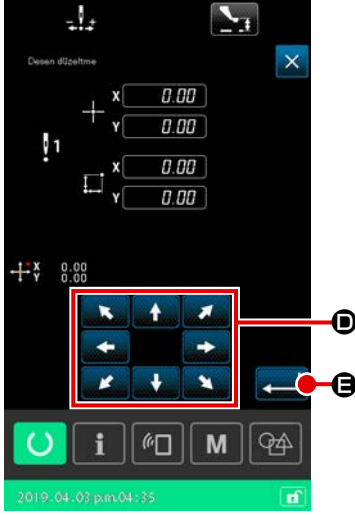 Desen düzeltme
X 0.00
Y 0.00
1
X 0.00
Y 0.00
X 0.00
Y 0.00
D
E
i M
2019.04.03 p.m.04:35